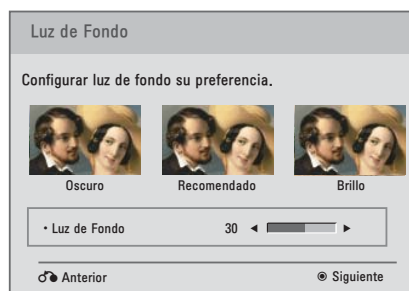 Luz de Fondo
Configurar luz de fondo su preferencia.
Oscuro Recomendado Brillo
• Luz de Fondo 30 ◄ ►
Anterior ◉ Siguiente